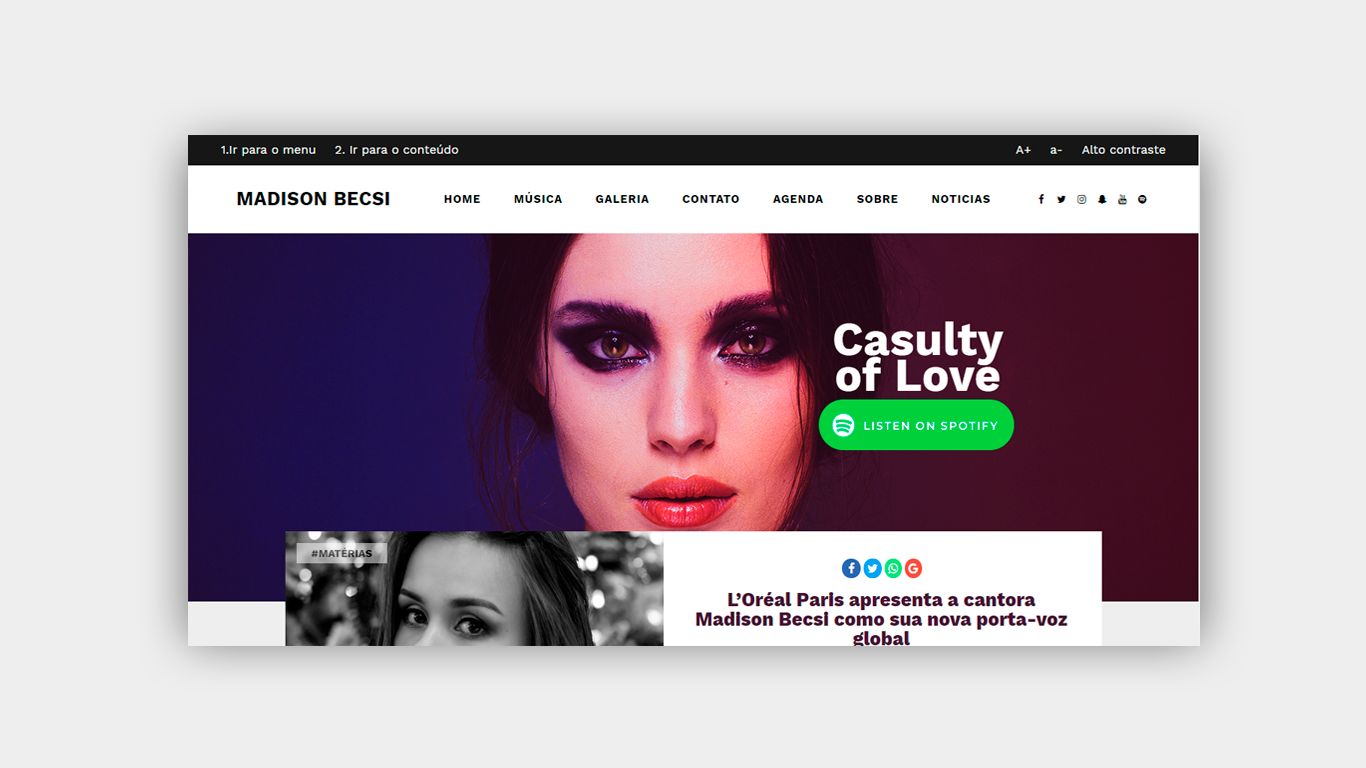 1.Ir para o menu 2. Ir para o conteúdo A+ a- Alto contraste
MADISON BECSI HOME MÚSICA GALERIA CONTATO AGENDA SOBRE NOTICIAS
Casulty
of Love
LISTEN ON SPOTIFY
#MATÉRIAS
L’Oréal Paris apresenta a cantora
Madison Becsi como sua nova porta-voz
global